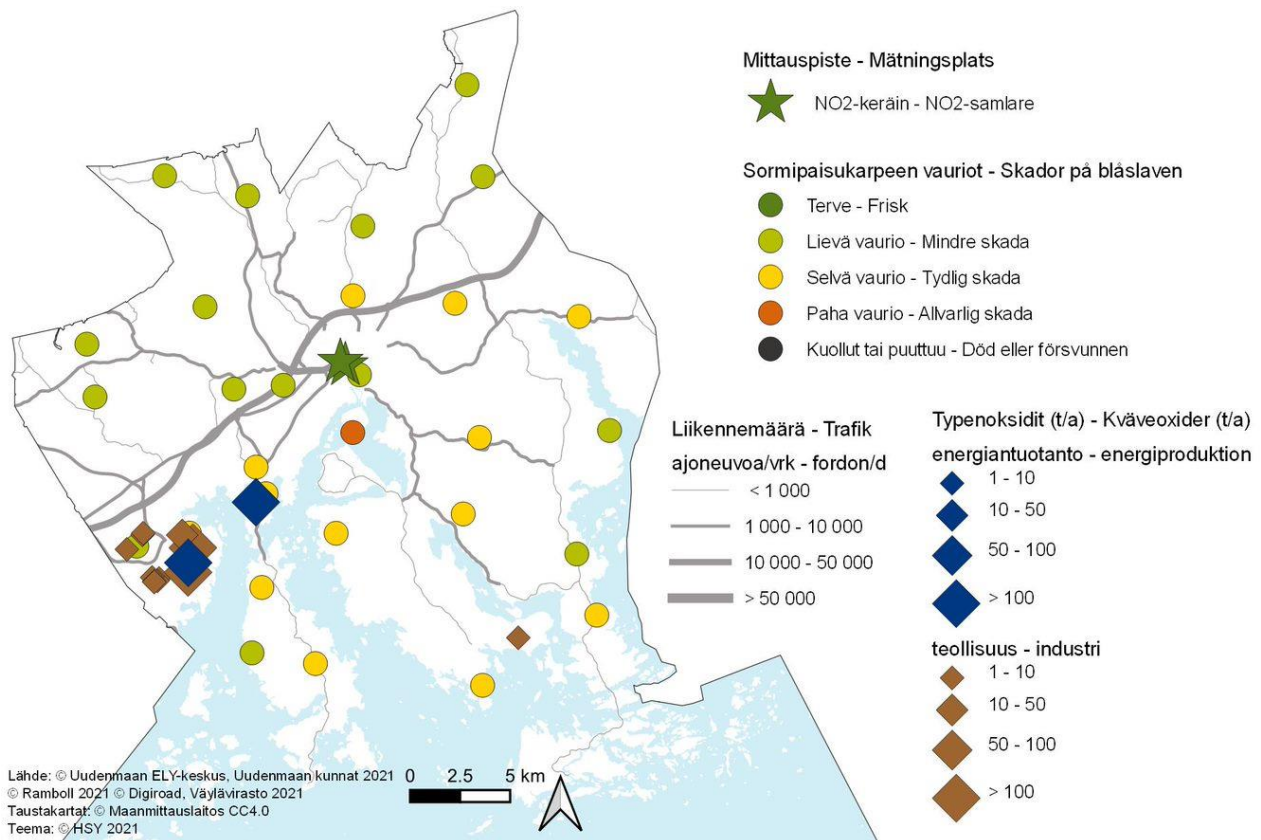 Mittauspiste - Mätningsplats
NO2-keräin - NO2-samlare
Sormipaisukarpeen vauriot - Skador på blåslaven
Terve - Frisk
Lievä vaurio - Mindre skada
Selvä vaurio - Tydlig skada
Paha vaurio - Allvarlig skada
Kuollut tai puuttuu - Död eller försvunnen
Liikennemäärä - Trafik
ajoneuvoa/vrk - fordon/d
< 1 000
1 000 - 10 000
10 000 - 50 000
> 50 000
Typenoksidit (t/a) - Kväveoxider (t/a)
energiantuotanto - energiproduktion
1 - 10
10 - 50
50 - 100
> 100
teollisuus - industri
1 - 10
10 - 50
50 - 100
> 100
Lähde: © Uudenmaan ELY-keskus, Uudenmaan kunnat 2021
© Ramboll 2021 © Digiroad, Väylävirasto 2021
Taustakartat: © Maanmittauslaitos CC4.0
Teema: © HSY 2021
0 2.5 5 km